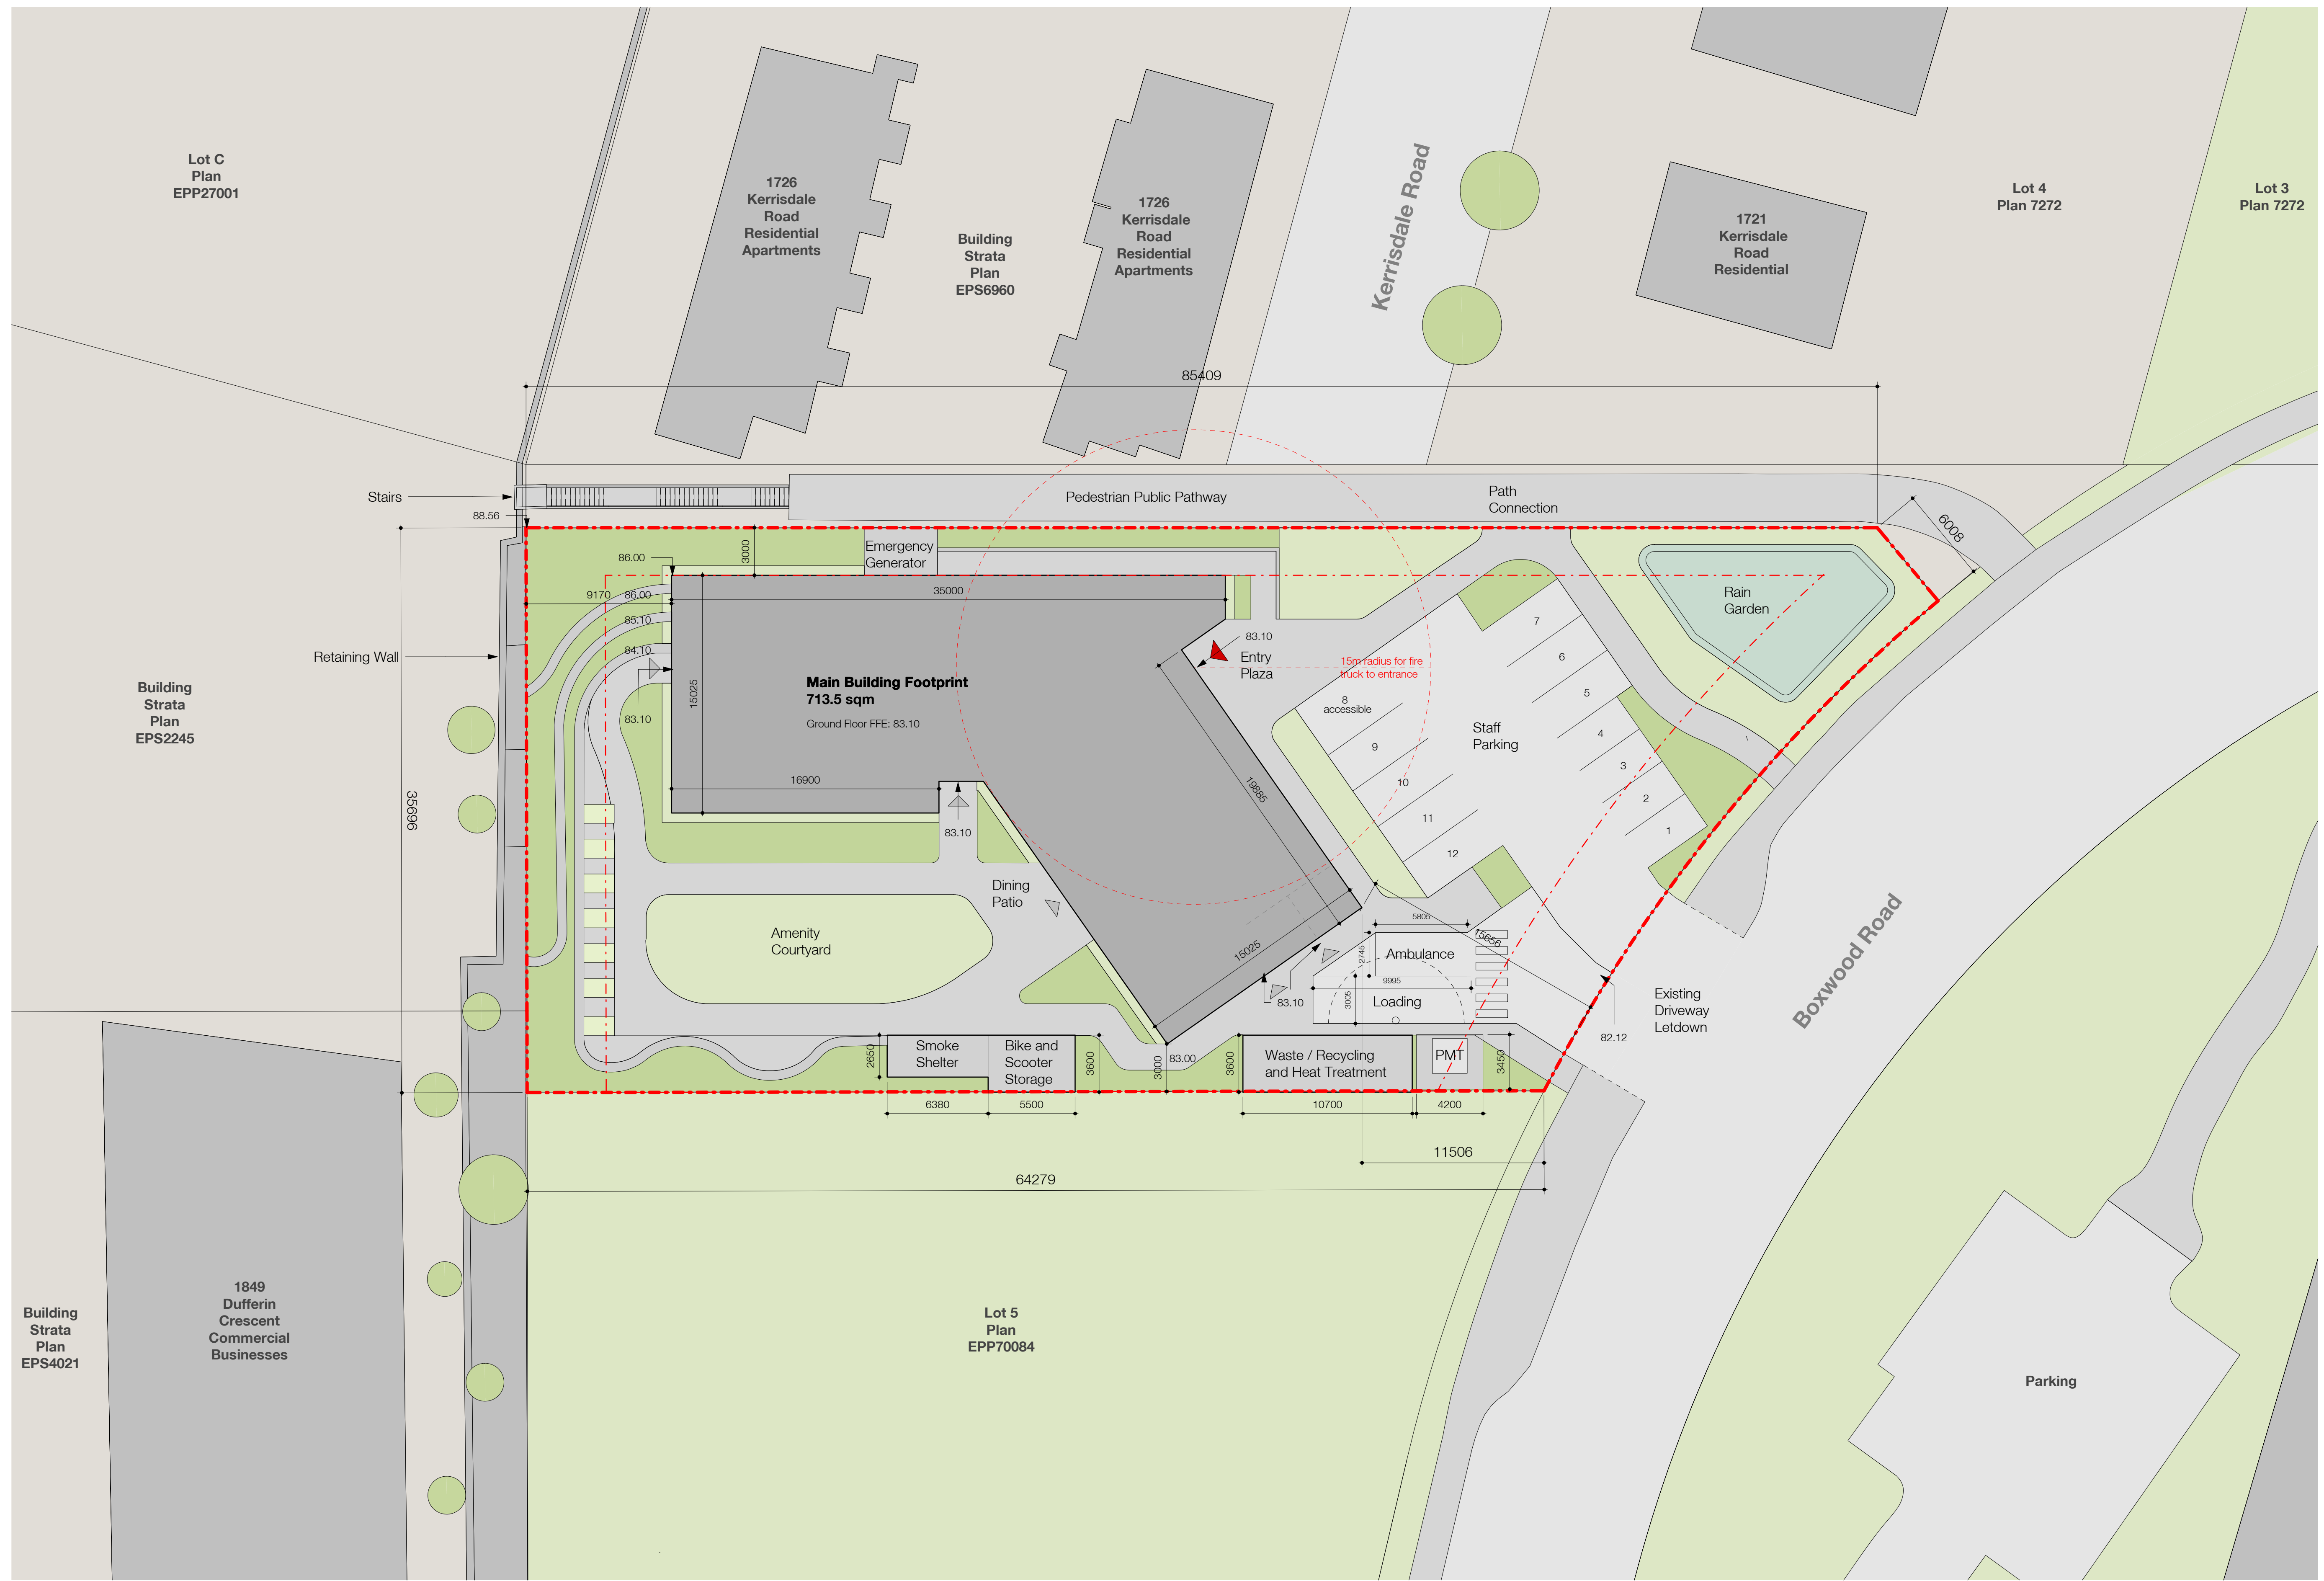 Lot C
Plan
EPP27001
1726
Kerrisdale
Road
Residential
Apartments
Building
Strata
Plan
EPS6960
1726
Kerrisdale
Road
Residential
Apartments
Kerrisdale Road
1721
Kerrisdale
Road
Residential
Lot 4
Plan 7272
Lot 3
Plan 7272
85409
Stairs
88.56
Pedestrian Public Pathway
Path
Connection
6008
86.00
3000
Emergency
Generator
9170
86.00
35000
85.10
84.10
83.10
15025
Retaining Wall
Main Building Footprint
713.5 sqm
Ground Floor FFE: 83.10
83.10
Entry
Plaza
15m radius for fire
truck to entrance
Rain
Garden
7
6
5
4
3
2
1
8
accessible
9
10
11
12
Staff
Parking
Building
Strata
Plan
EPS2245
35696
16900
83.10
19885
Dining
Patio
Amenity
Courtyard
15025
5805
15656
2745
Ambulance
9995
3005
Loading
83.10
Existing
Driveway
Letdown
82.12
Boxwood Road
2650
Smoke
Shelter
Bike and
Scooter
Storage
3600
3000
83.00
3600
Waste / Recycling
and Heat Treatment
PMT
3450
6380
5500
10700
4200
11506
64279
Building
Strata
Plan
EPS4021
1849
Dufferin
Crescent
Commercial
Businesses
Lot 5
Plan
EPP70084
Parking